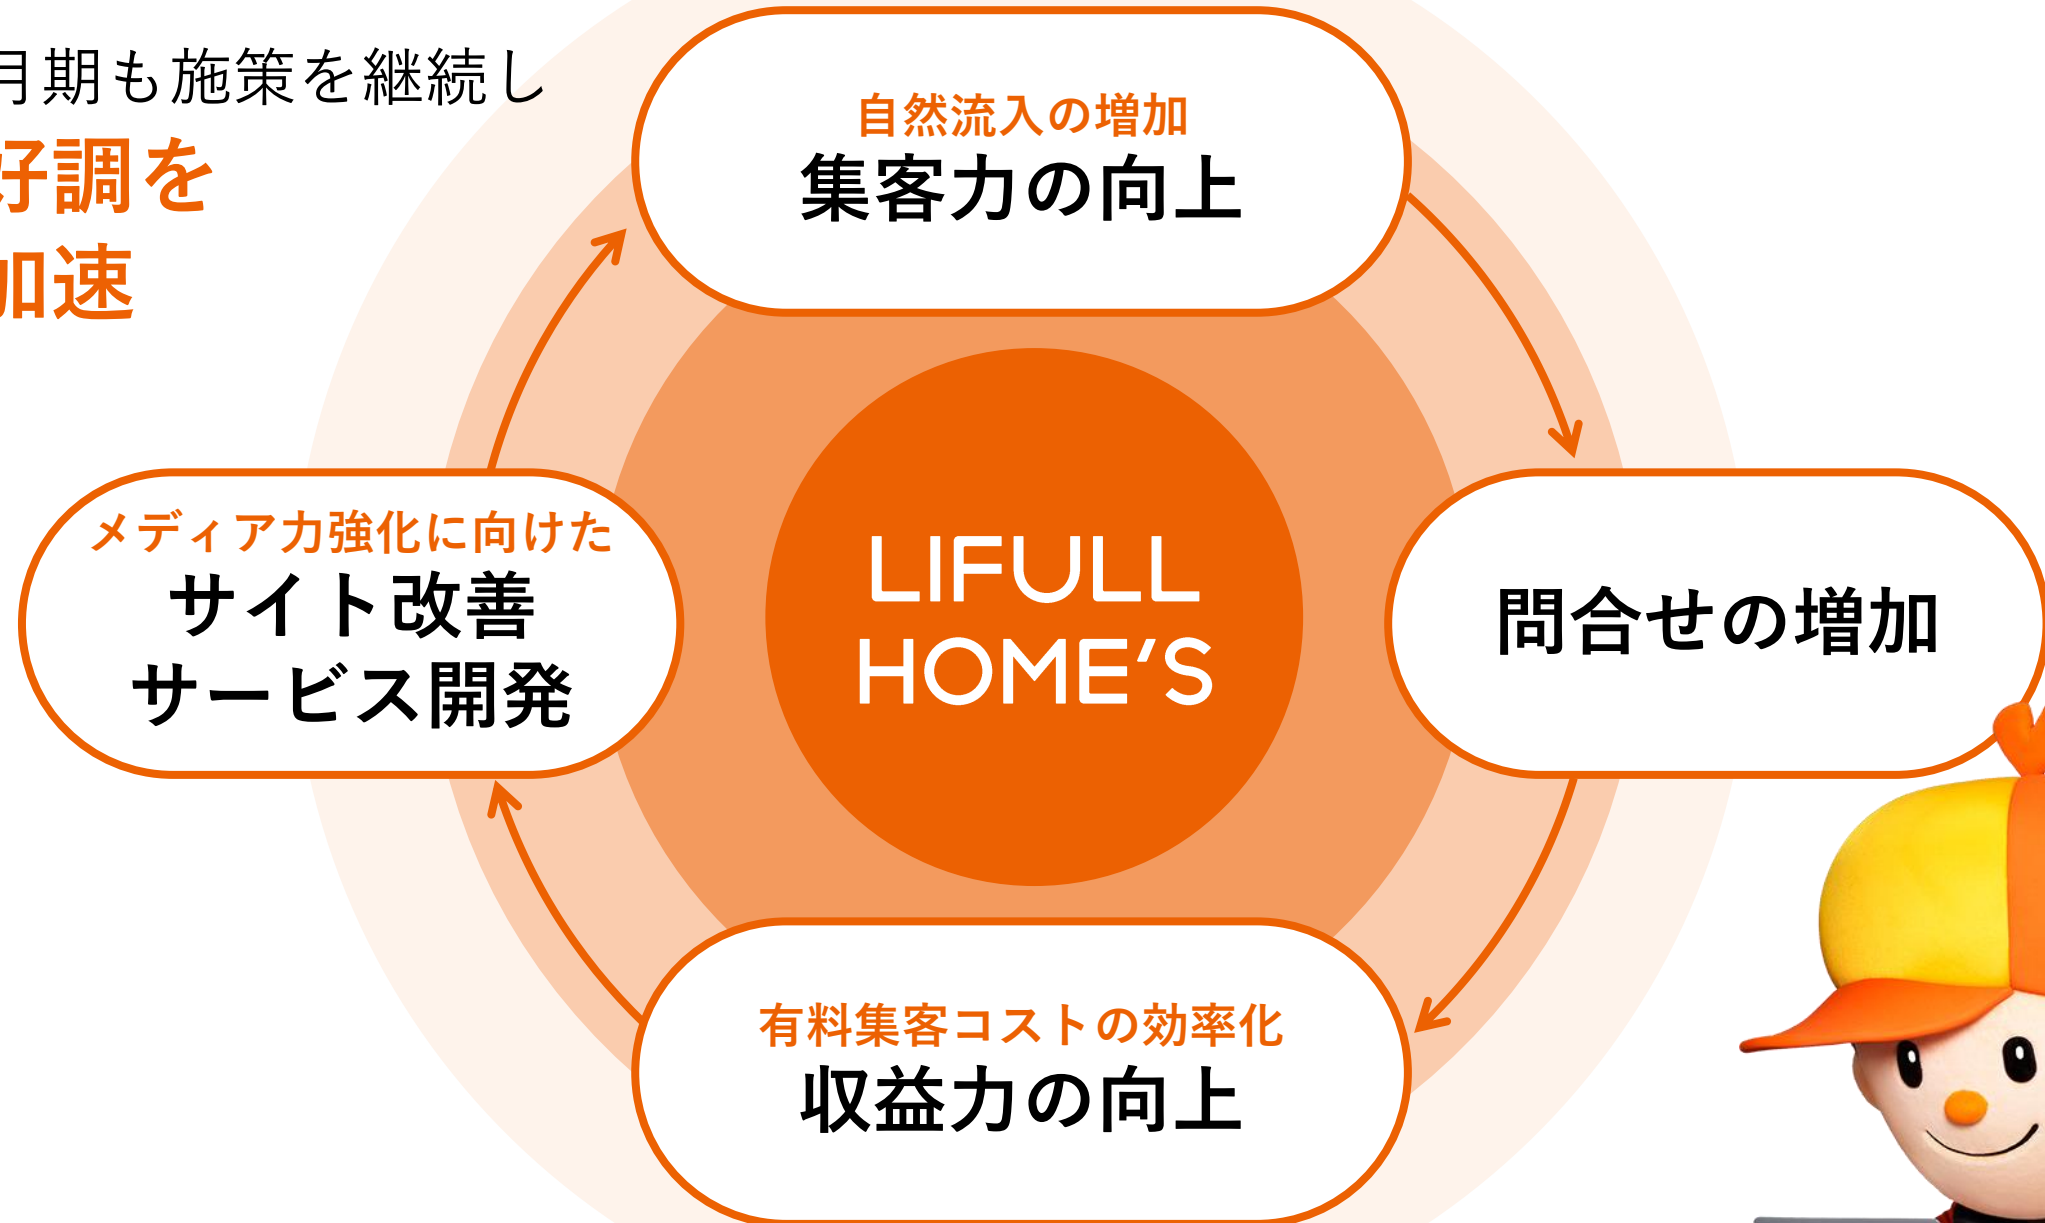 月期も施策を継続し
好調を
加速
自然流入の増加
集客力の向上
メディア力強化に向けた
サイト改善
サービス開発
LIFULL
HOME'S
問合せの増加
有料集客コストの効率化
収益力の向上